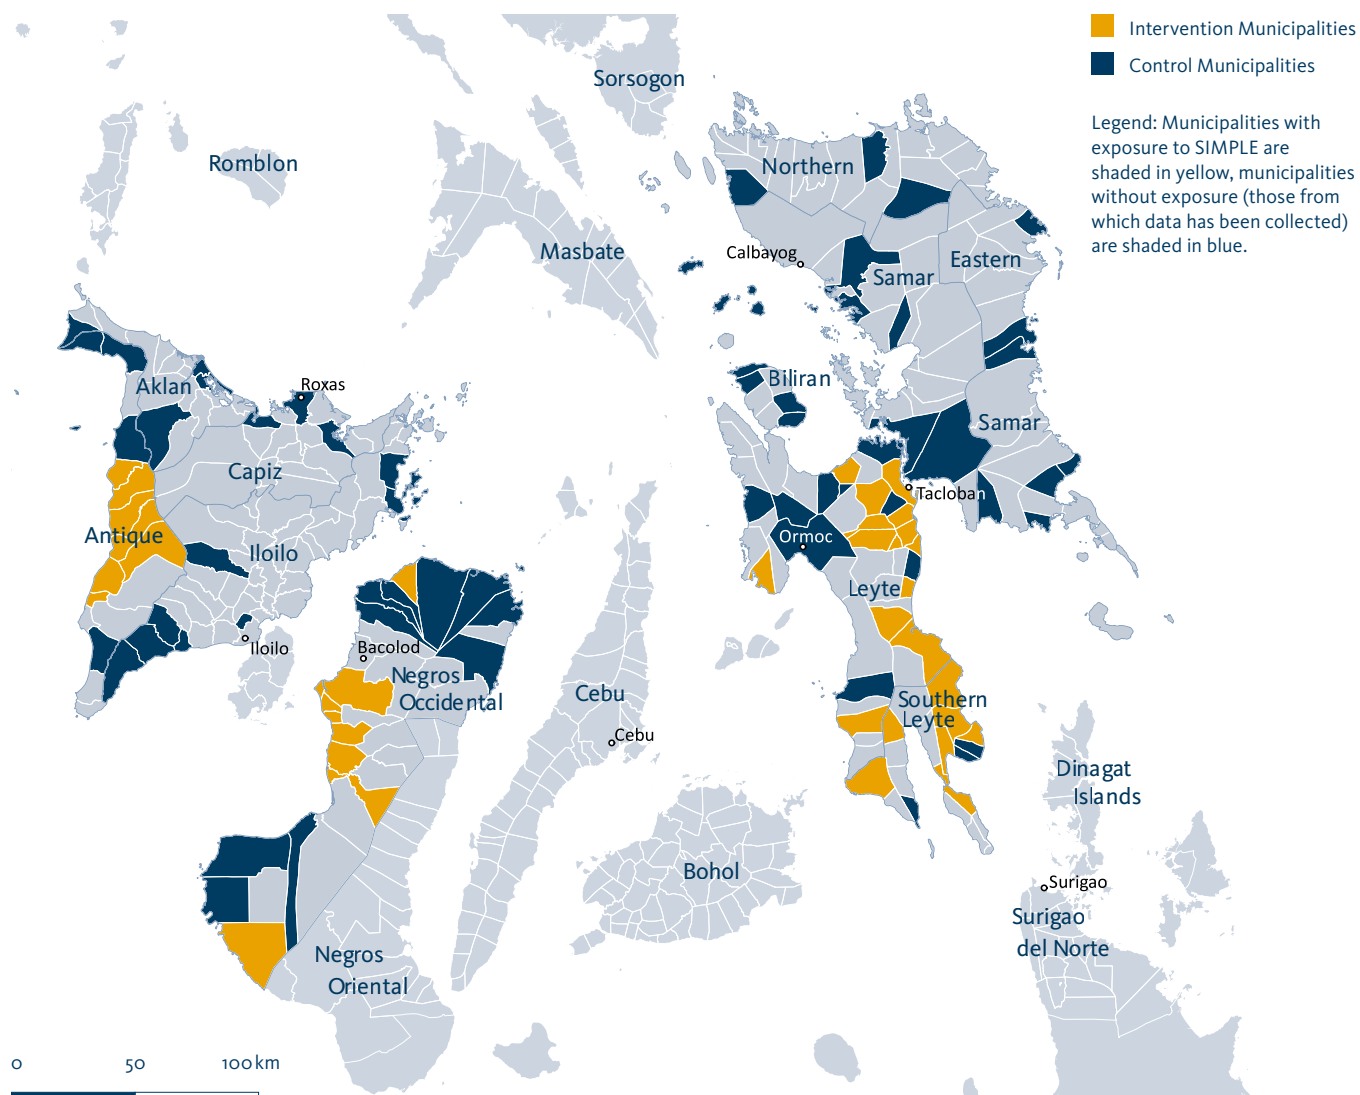 Intervention Municipalities
Control Municipalities
Legend: Municipalities with
exposure to SIMPLE are
shaded in yellow, municipalities
without exposure (those from
which data has been collected)
are shaded in blue.
Sorsogon
Romblon
Northern
Masbate
Calbayog
Samar
Eastern
Aklan
Roxas
Biliran
Samar
Capiz
Tacloban
Antique
Iloilo
Ormoc
Leyte
Iloilo
Bacolod
Negros
Occidental
Cebu
Southern
Leyte
Cebu
Dinagat
Islands
Bohol
Surigao
Surigao
del Norte
Negros
Oriental
0 50 100km